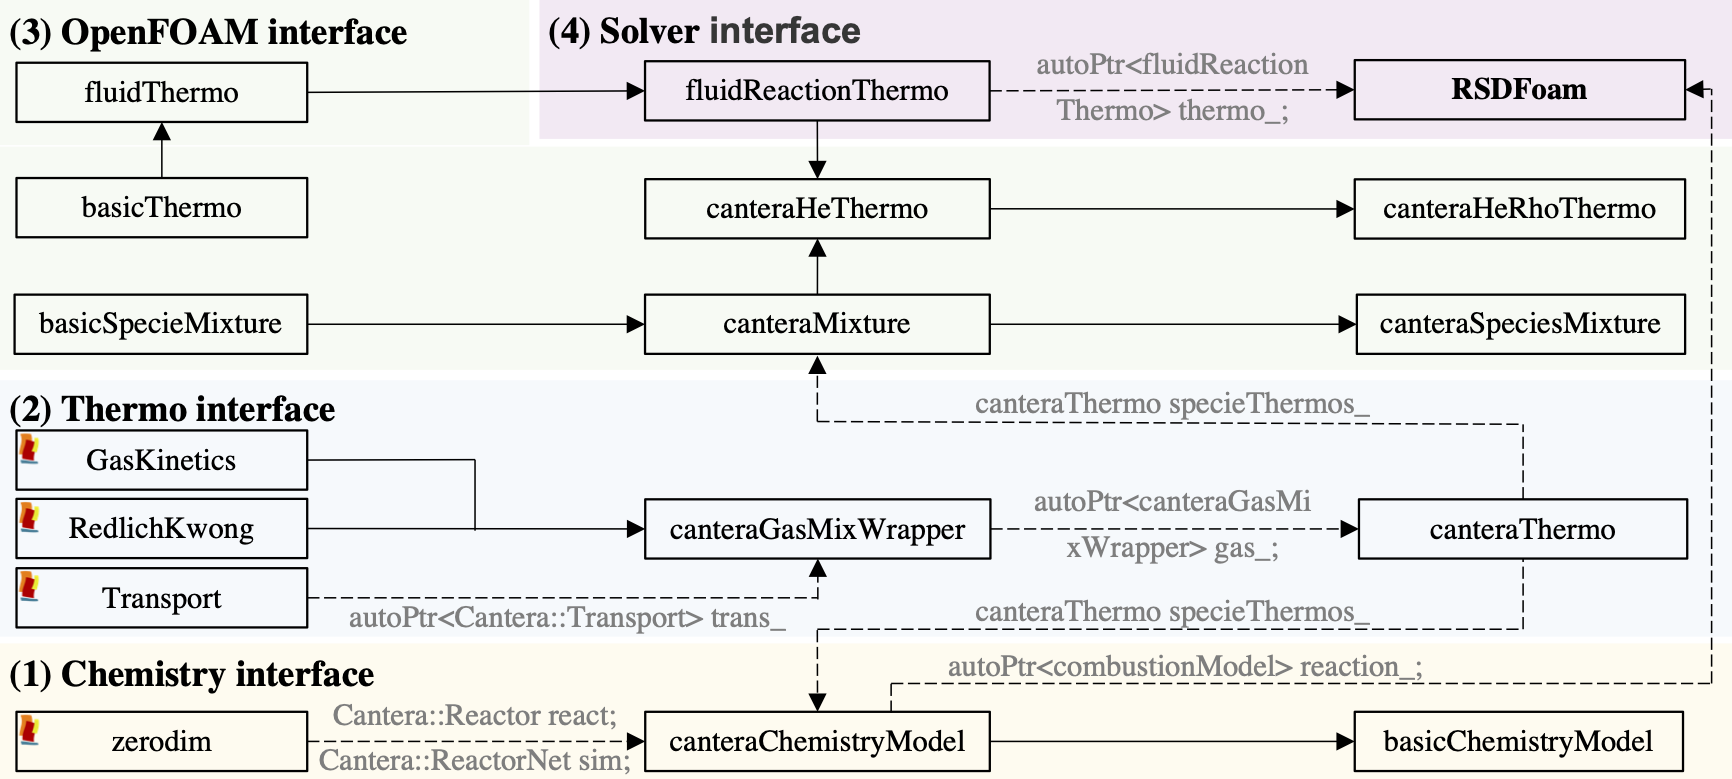 (3) OpenFOAM interface
(4) Solver interface
fluidThermo
fluidReactionThermo
autoPtr<fluidReaction
Thermo> thermo_;
RSDFoam
basicThermo
canteraHeThermo
canteraHeRhoThermo
basicSpecieMixture
canteraMixture
canteraSpeciesMixture
(2) Thermo interface
canteraThermo specieThermos_
GasKinetics
RedlichKwong
canteraGasMixWrapper
autoPtr<canteraGasMi
xWrapper> gas_;
canteraThermo
Transport
autoPtr<Cantera::Transport> trans_
canteraThermo specieThermos_
(1) Chemistry interface
autoPtr<combustionModel> reaction_;
zerodim
Cantera::Reactor react;
Cantera::ReactorNet sim;
canteraChemistryModel
basicChemistryModel